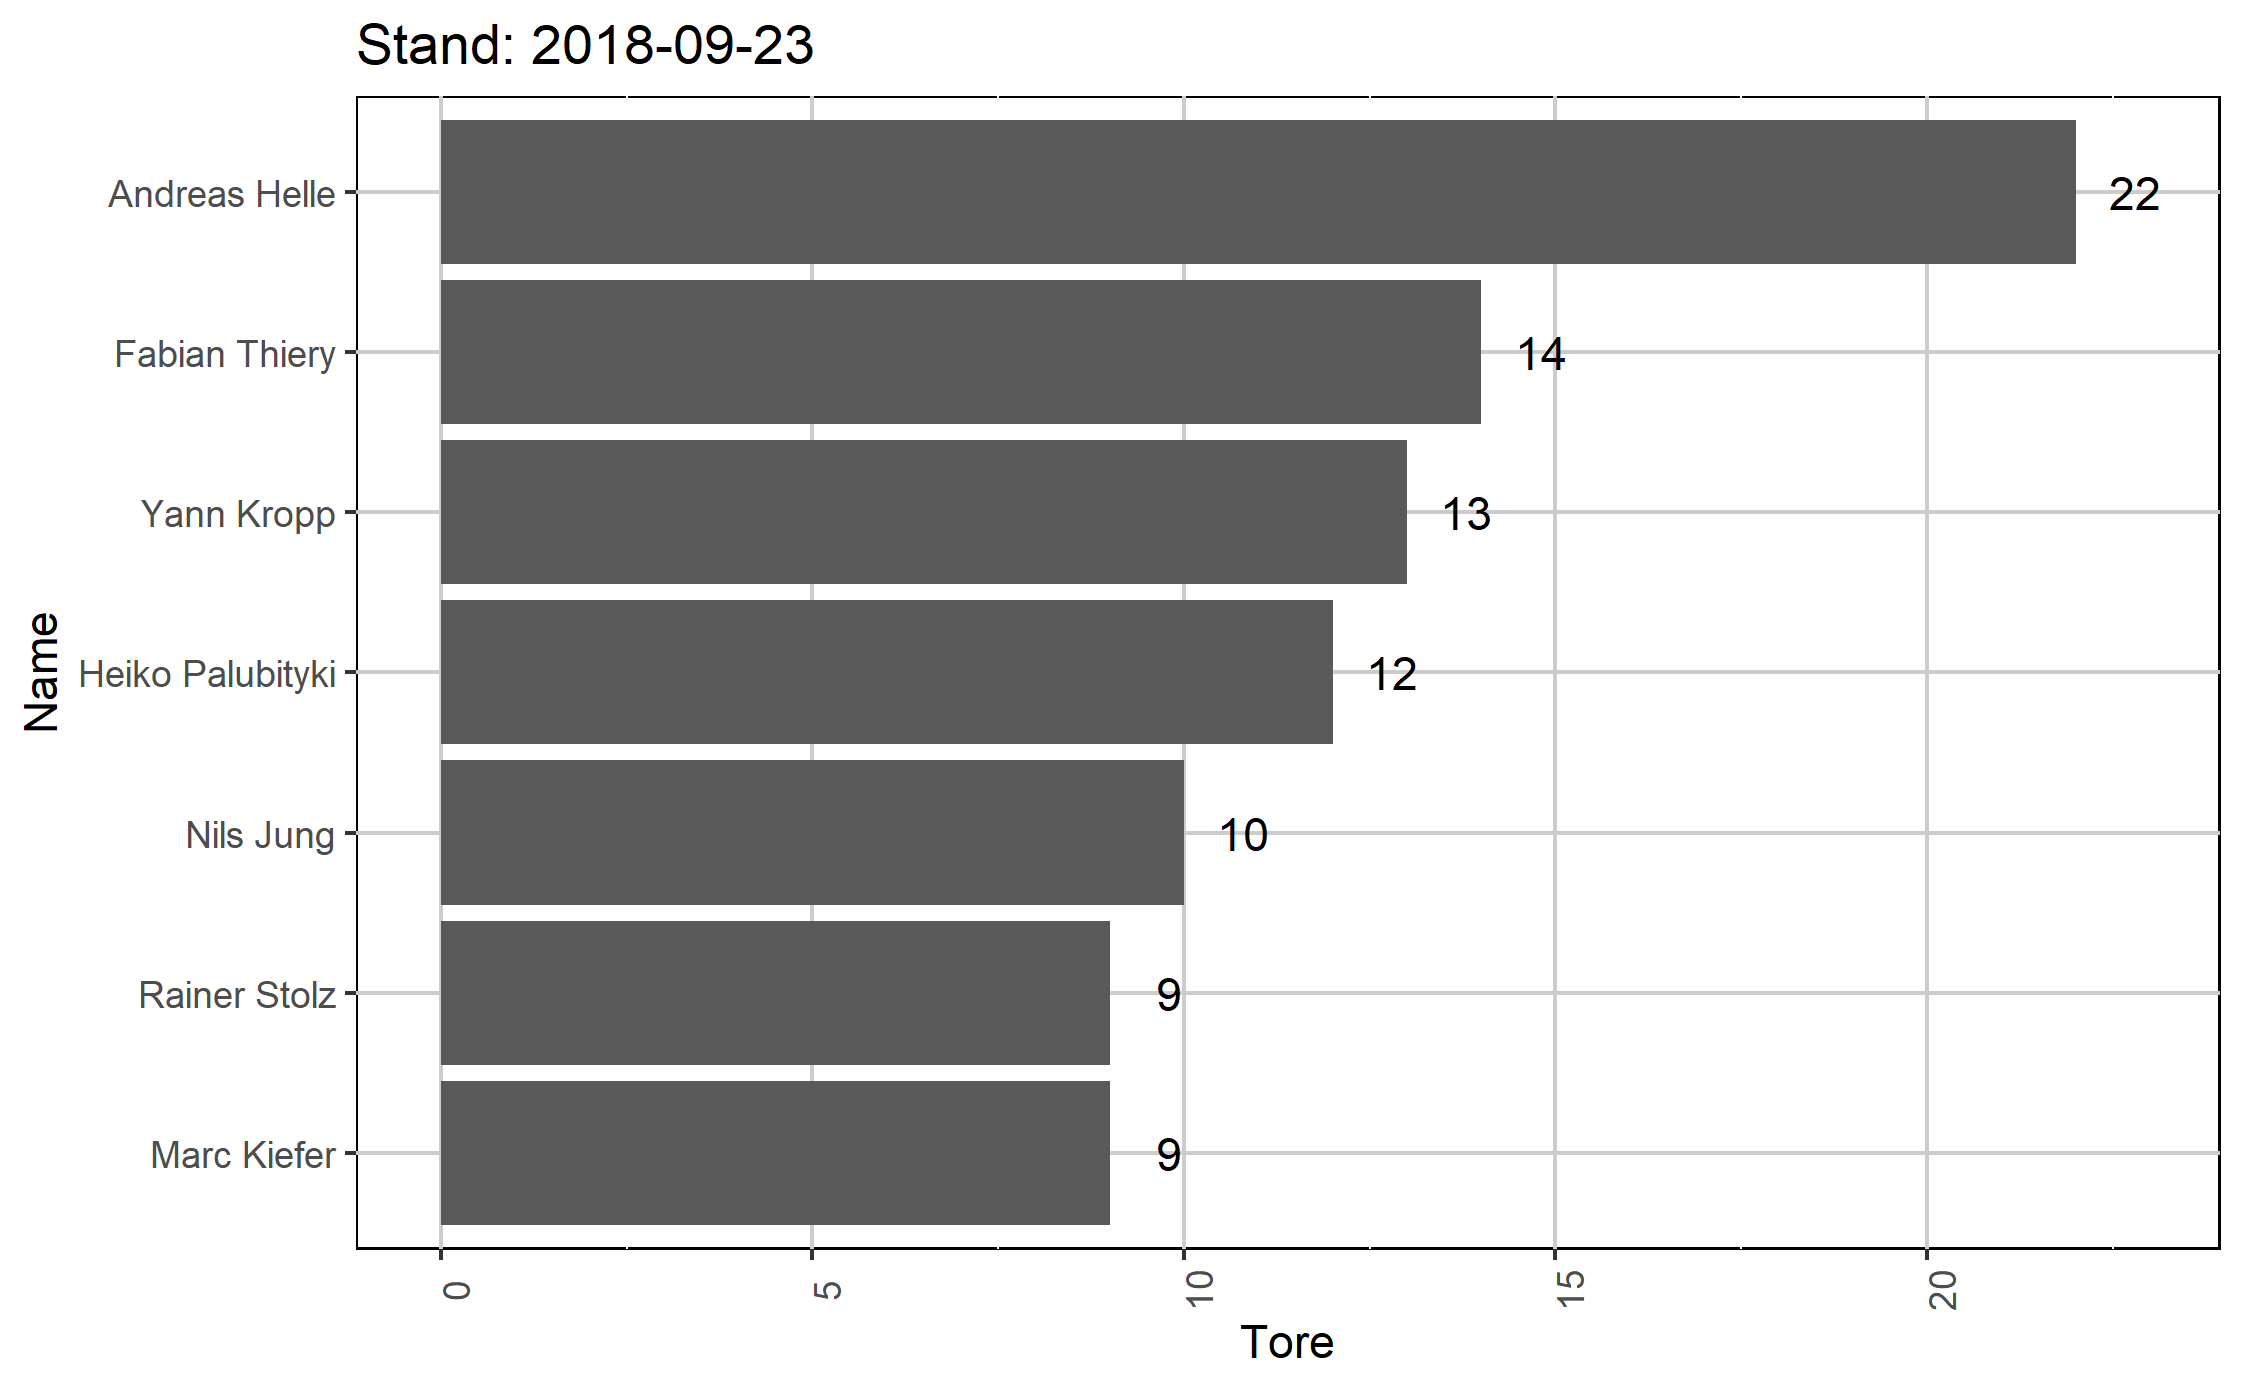 Stand: 2018-09-23
Name
Andreas Helle 22
Fabian Thiery 14
Yann Kropp 13
Heiko Palubityki 12
Nils Jung 10
Rainer Stolz 9
Marc Kiefer 9
0 5 10 15 20
Tore